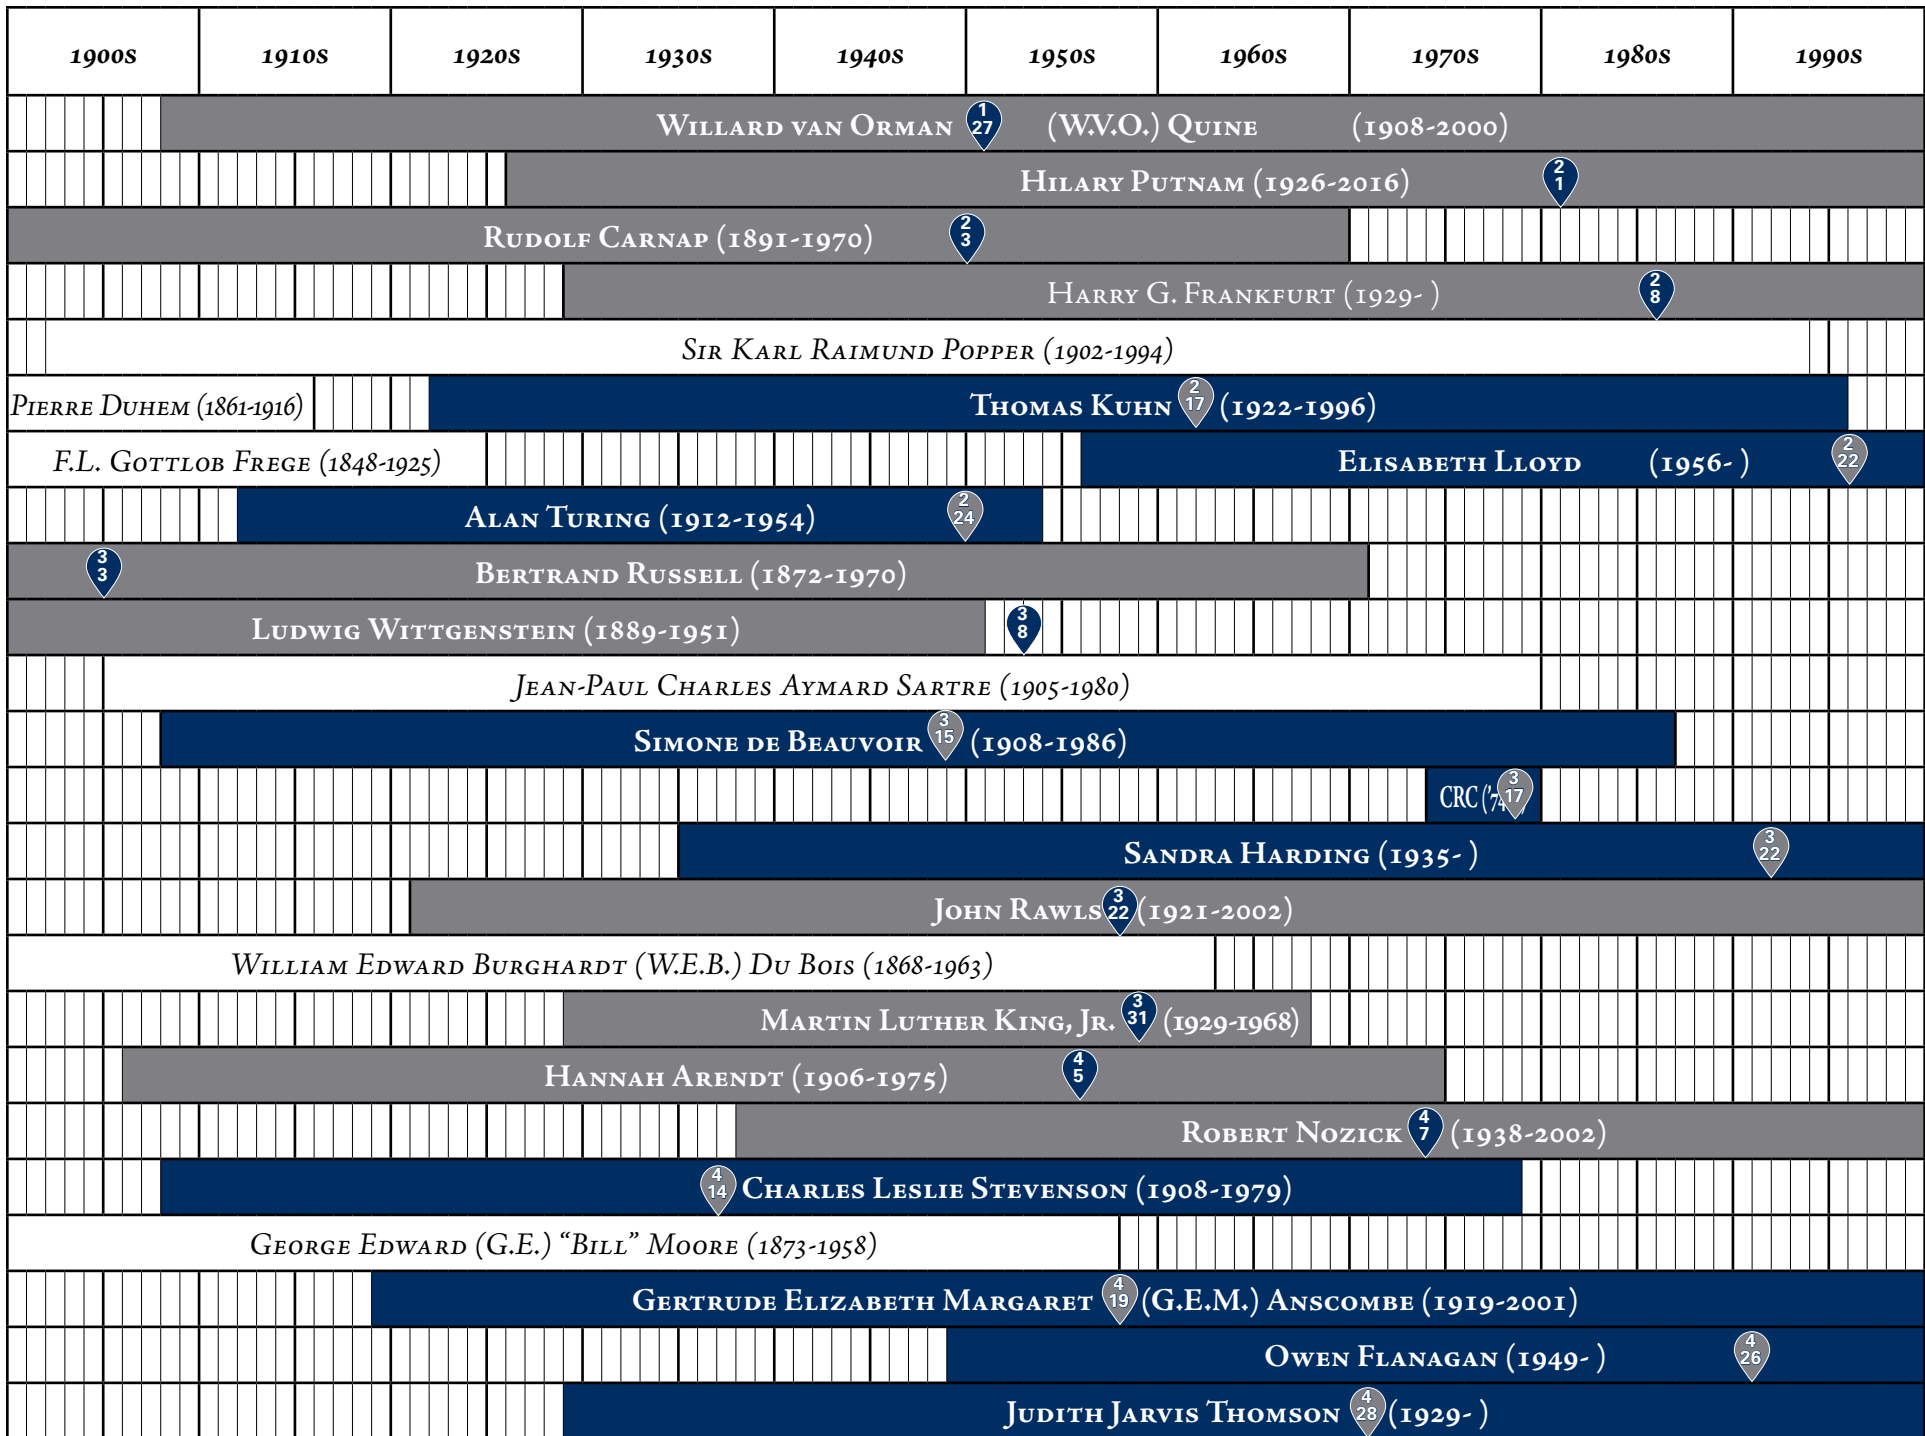 1900s 1910s 1920s 1930s 1940s 1950s 1960s 1970s 1980s 1990s
Willard van Orman 1 27 (W.V.O.) Quine (1908-2000)
Hilary Putnam (1926-2016) 2 1
Rudolf Carnap (1891-1970) 2 3
Harry G. Frankfurt (1929- ) 2 8
Sir Karl Raimund Popper (1902-1994)
Pierre Duhem (1861-1916) Thomas Kuhn 2 17 (1922-1996)
F.L. Gottlob Frege (1848-1925) Elisabeth Lloyd (1956- ) 2 22
Alan Turing (1912-1954) 2 24
3 3 Bertrand Russell (1872-1970)
Ludwig Wittgenstein (1889-1951) 3 8
Jean-Paul Charles Aymard Sartre (1905-1980)
Simone de Beauvoir 3 15 (1908-1986)
CRC ('74 3 17
Sandra Harding (1935- ) 3 22
John Rawls 3 22 (1921-2002)
William Edward Burghardt (W.E.B.) Du Bois (1868-1963)
Martin Luther King, Jr. 3 31 (1929-1968)
Hannah Arendt (1906-1975) 4 5
Robert Nozick 4 7 (1938-2002)
4 14 Charles Leslie Stevenson (1908-1979)
George Edward (G.E.) “Bill” Moore (1873-1958)
Gertrude Elizabeth Margaret 4 19 (G.E.M.) Anscombe (1919-2001)
Owen Flanagan (1949- ) 4 26
Judith Jarvis Thomson 4 28 (1929- )